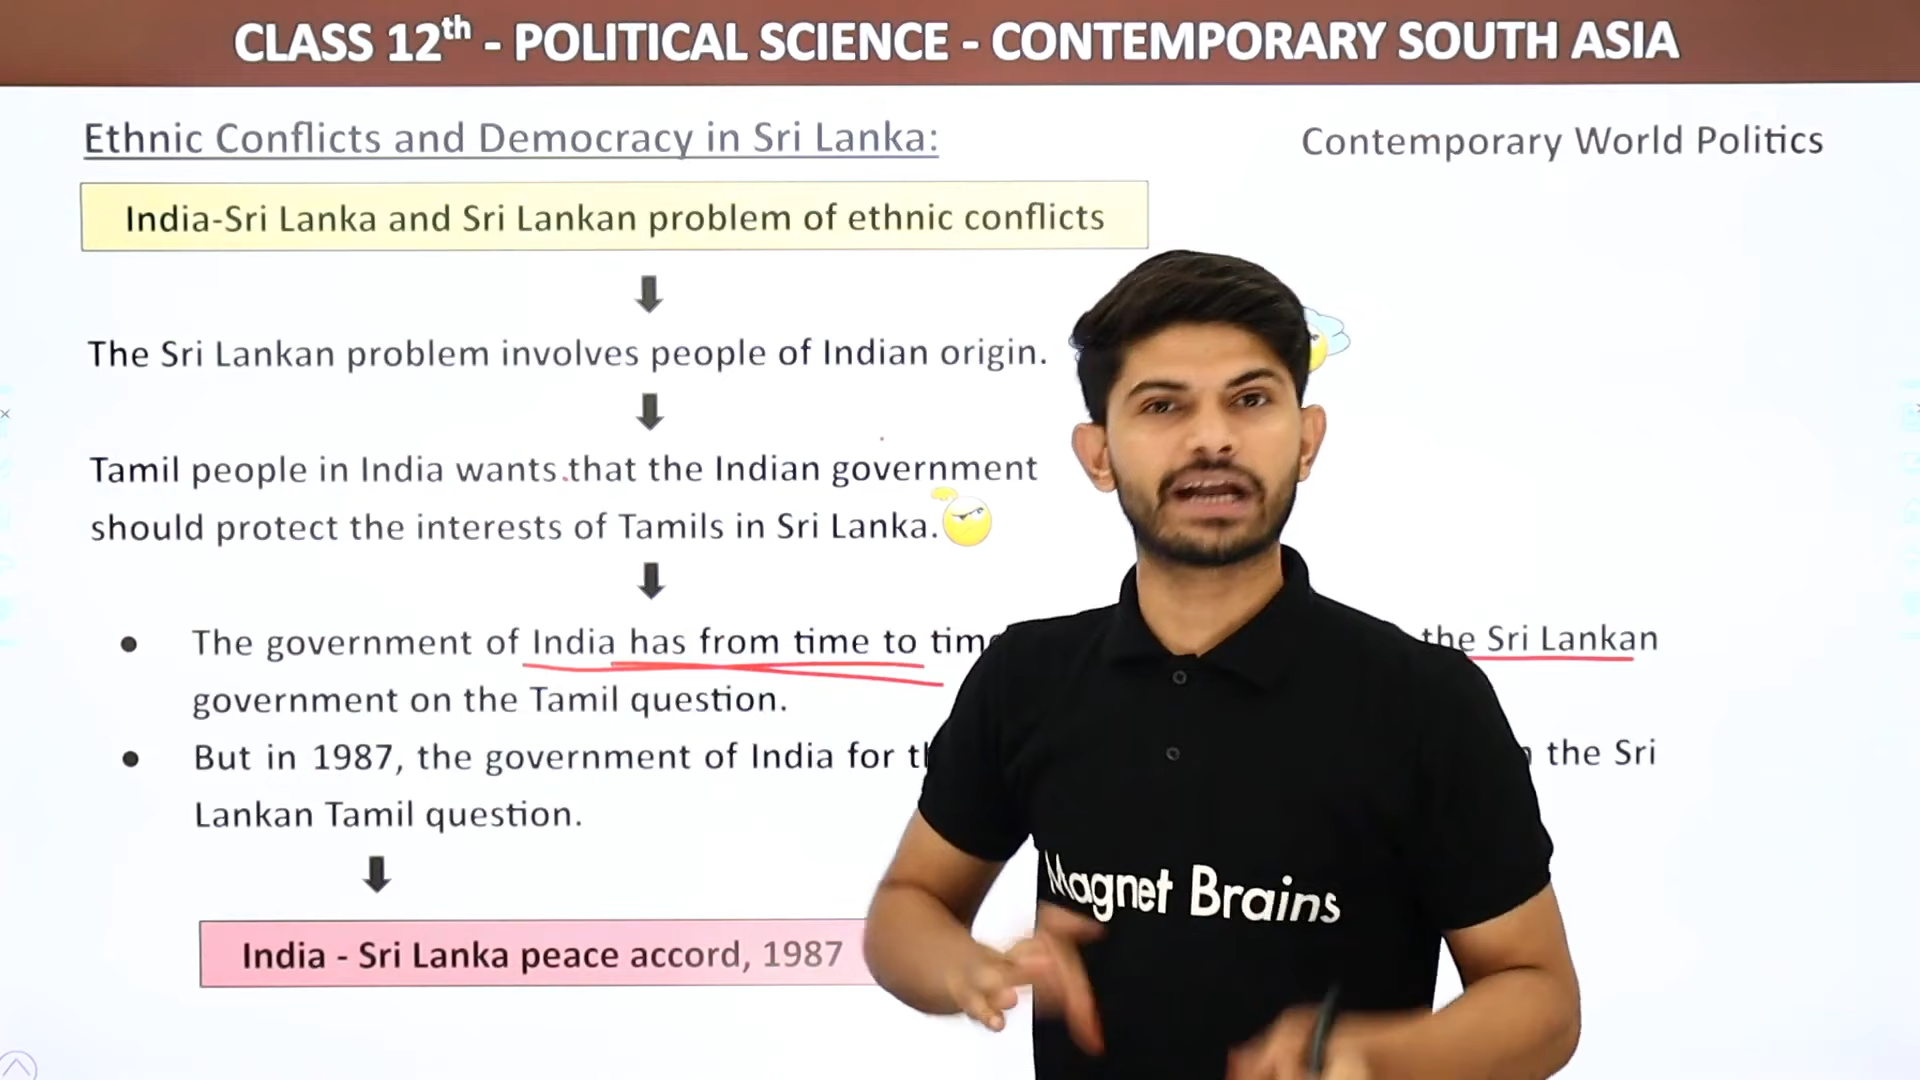 CLASS 12th - POLITICAL SCIENCE - CONTEMPORARY SOUTH ASIA
Ethnic Conflicts and Democracy in Sri Lanka:
Contemporary World Politics
India-Sri Lanka and Sri Lankan problem of ethnic conflicts
The Sri Lankan problem involves people of Indian origin.
Tamil people in India wants that the Indian government
should protect the interests of Tamils in Sri Lanka.
The government of India has from time to the Sri Lankan
government on the Tamil question.
But in 1987, the government of India for the Sri
Lankan Tamil question.
India - Sri Lanka peace accord, 1987
Magnet Brains